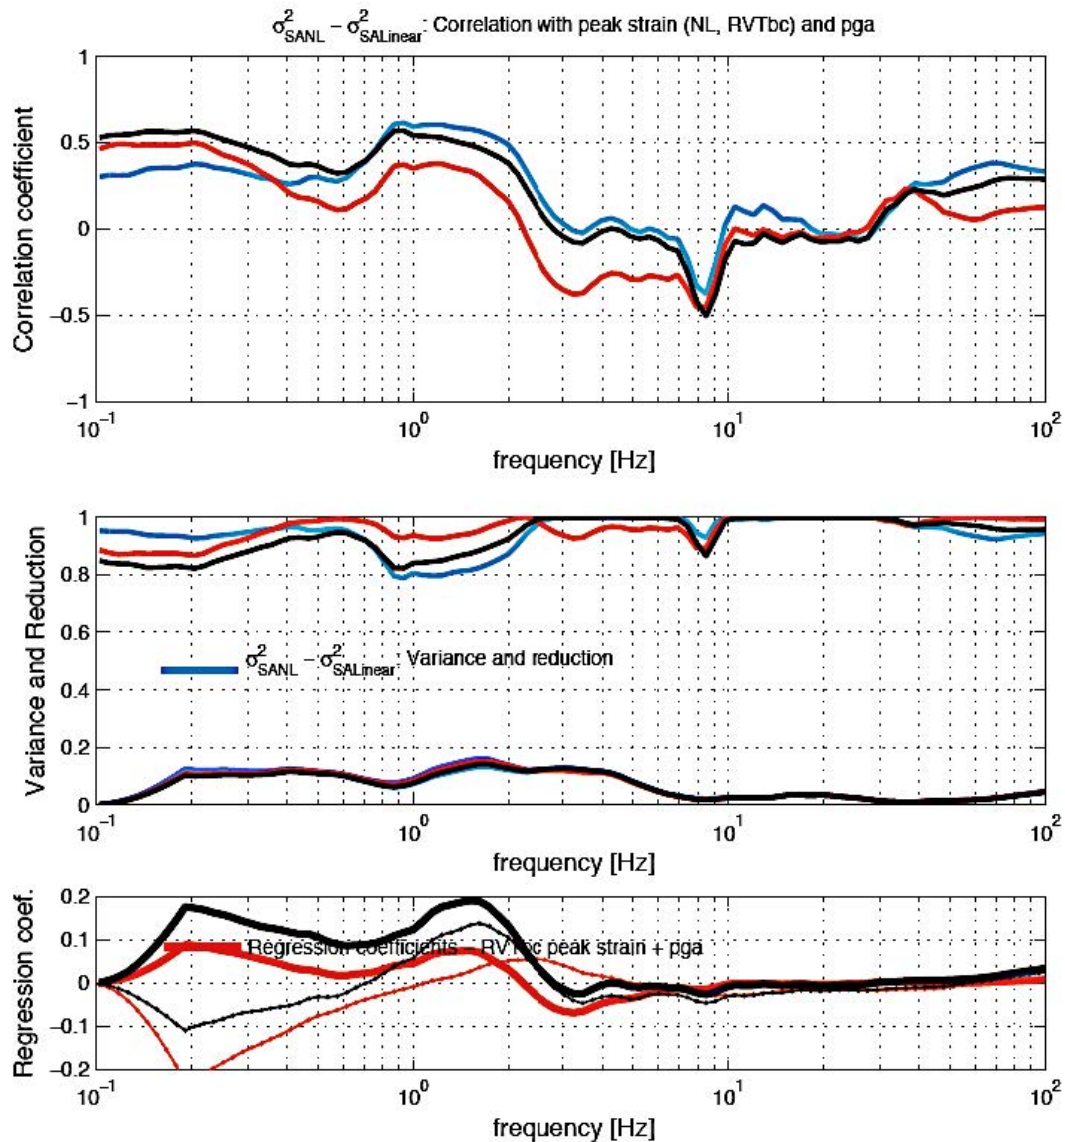 σ²SANL − σ²SALinear: Correlation with peak strain (NL, RVTbc) and pga
1
0.5
0
−0.5
−1
Correlation coefficient
10⁻¹ 10⁰ 10¹ 10²
frequency [Hz]
1
0.8
0.6
0.4
0.2
0
Variance and Reduction
σ²SANL − σ²SALinear: Variance and reduction
10⁻¹ 10⁰ 10¹ 10²
frequency [Hz]
0.2
0.1
0
−0.1
−0.2
Regression coef.
Regression coefficients RVTbc peak strain + pga
10⁻¹ 10⁰ 10¹ 10²
frequency [Hz]